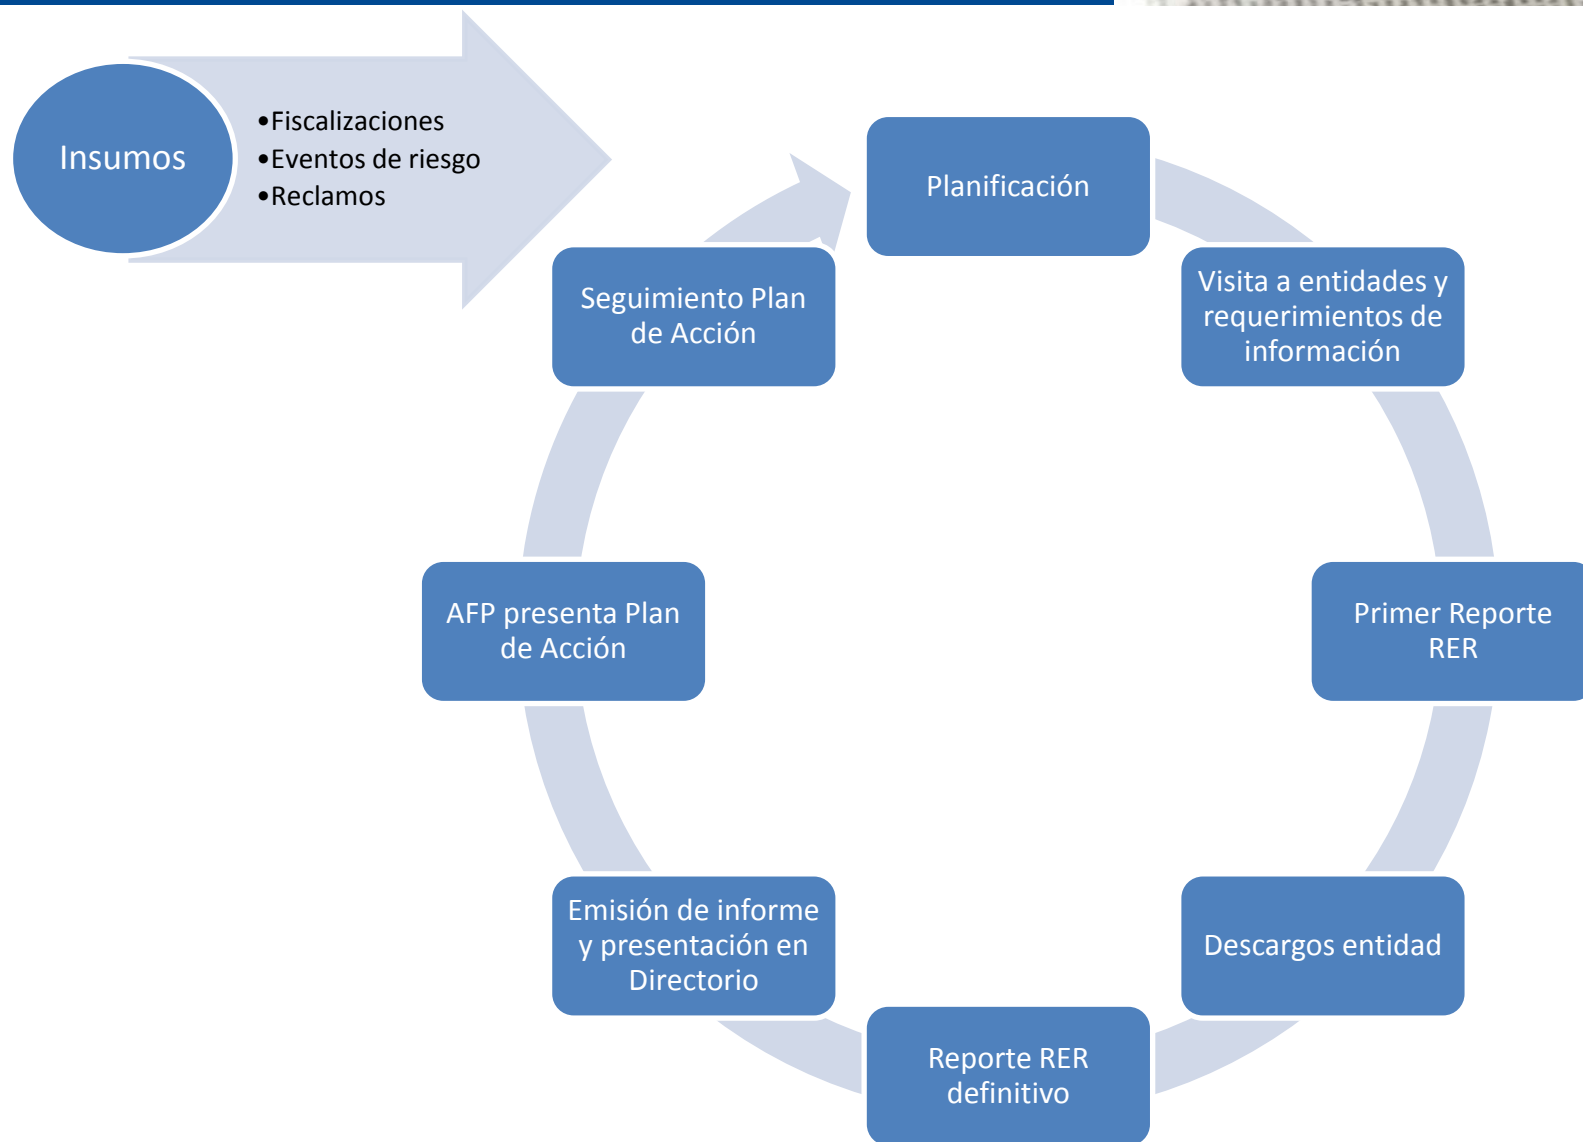 Insumos
•Fiscalizaciones
•Eventos de riesgo
•Reclamos
Planificación
Visita a entidades y
requerimientos de
información
Primer Reporte
RER
Descargos entidad
Reporte RER
definitivo
Emisión de informe
y presentación en
Directorio
AFP presenta Plan
de Acción
Seguimiento Plan
de Acción